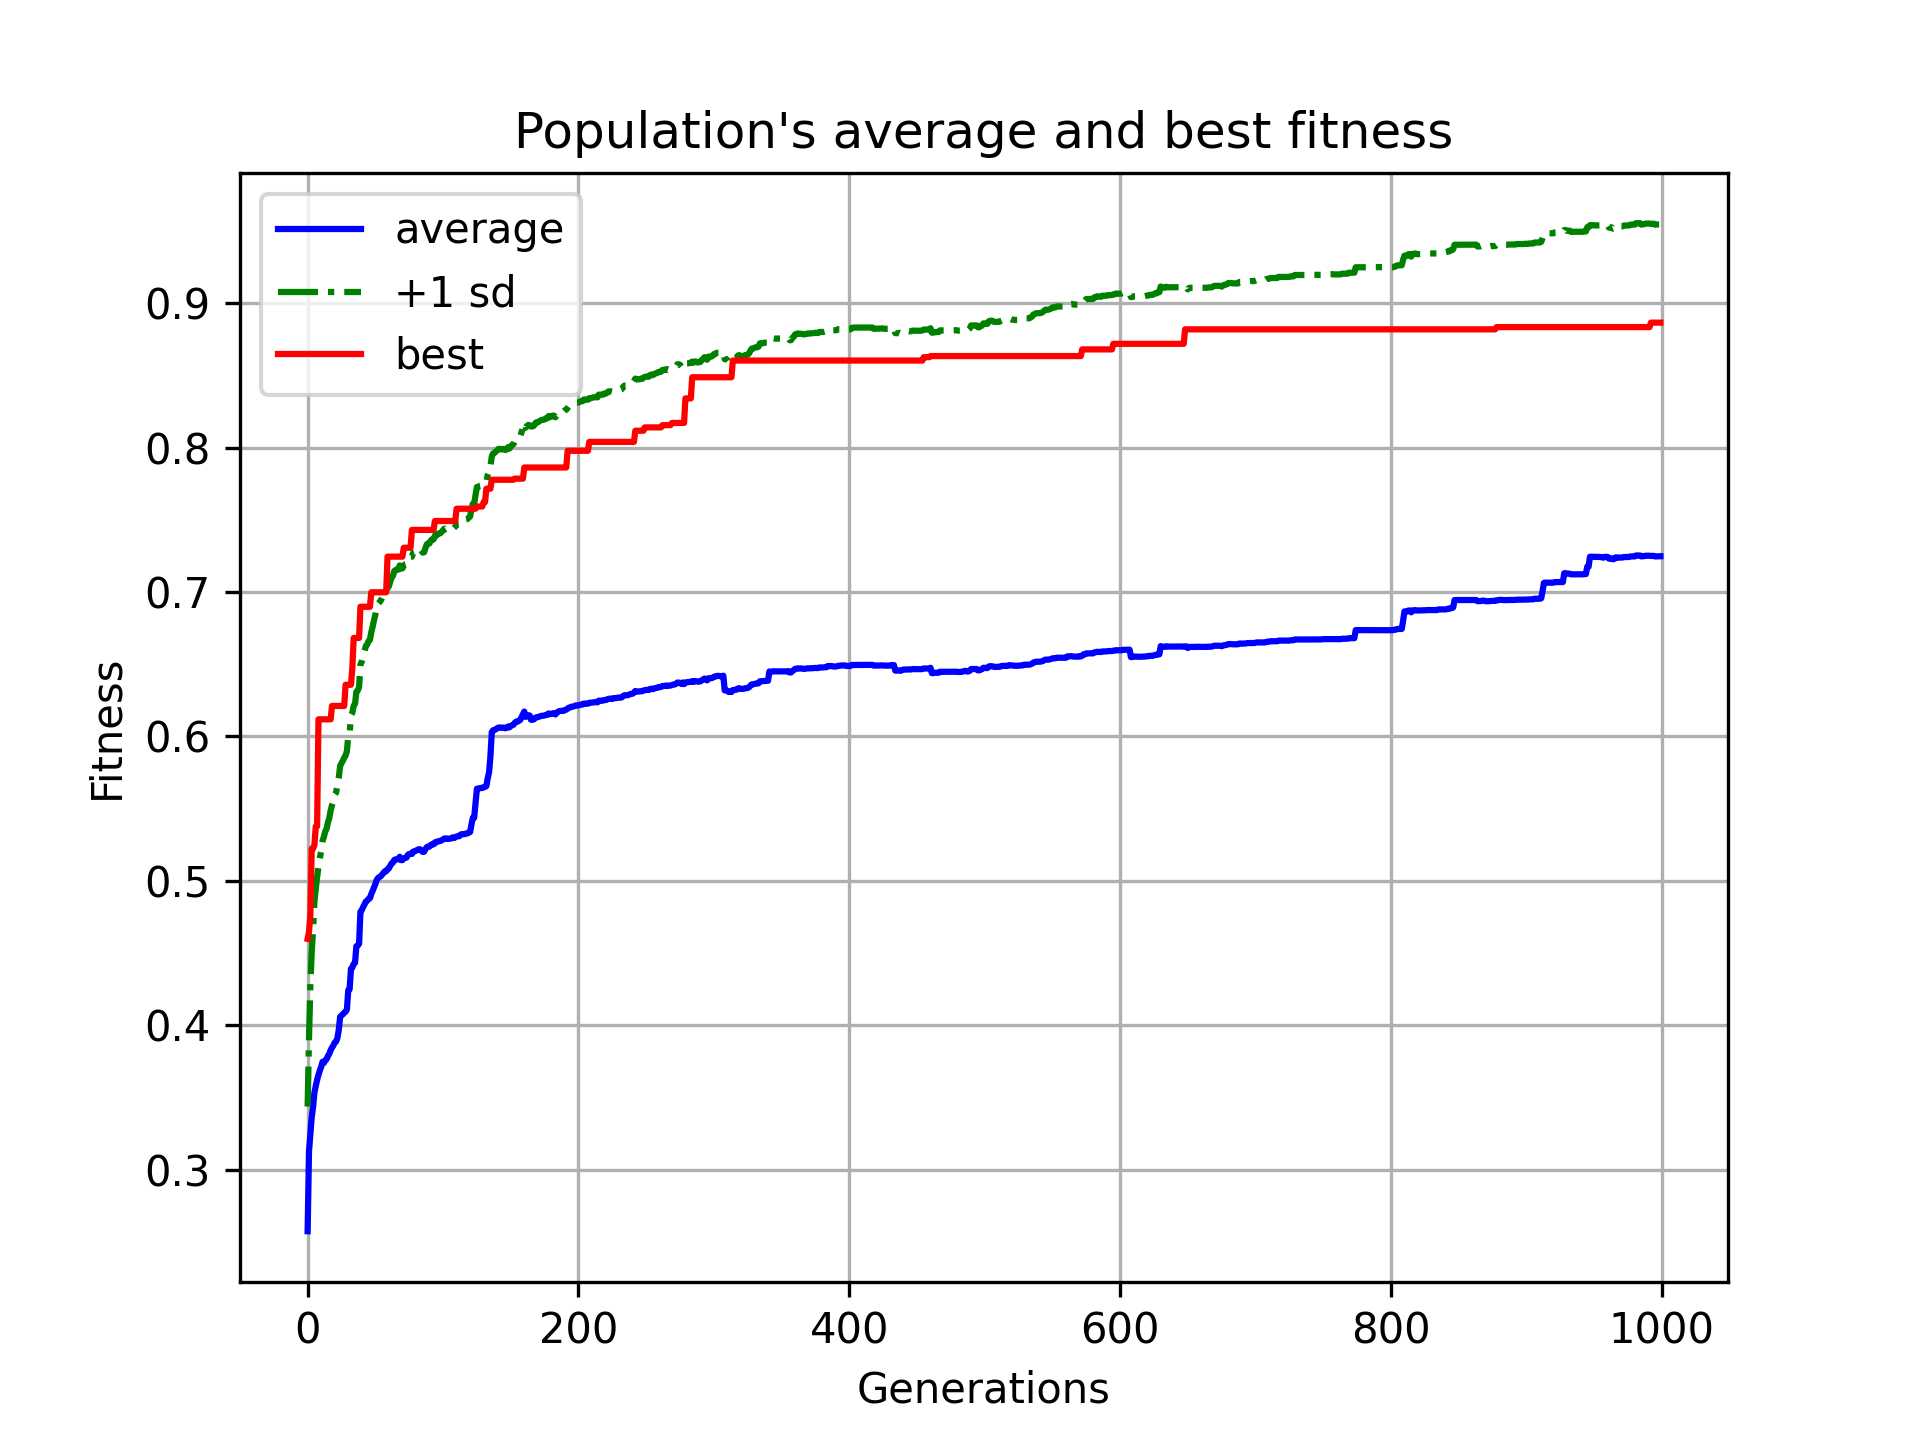 Population's average and best fitness
average
+1 sd
best
0.9
0.8
0.7
0.6
0.5
0.4
0.3
Fitness
0 200 400 600 800 1000
Generations